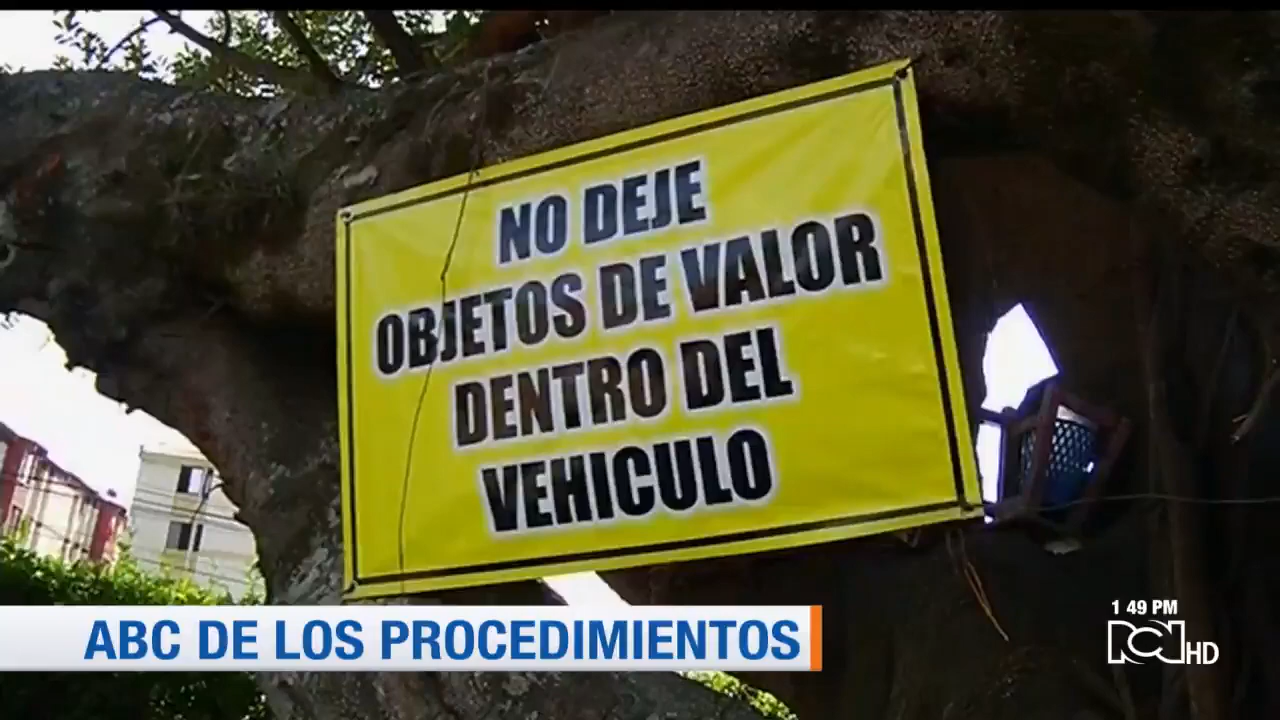 NO DEJE
OBJETOS DE VALOR
DENTRO DEL
VEHICULO
ABC DE LOS PROCEDIMIENTOS
1 49 PM
RCN HD